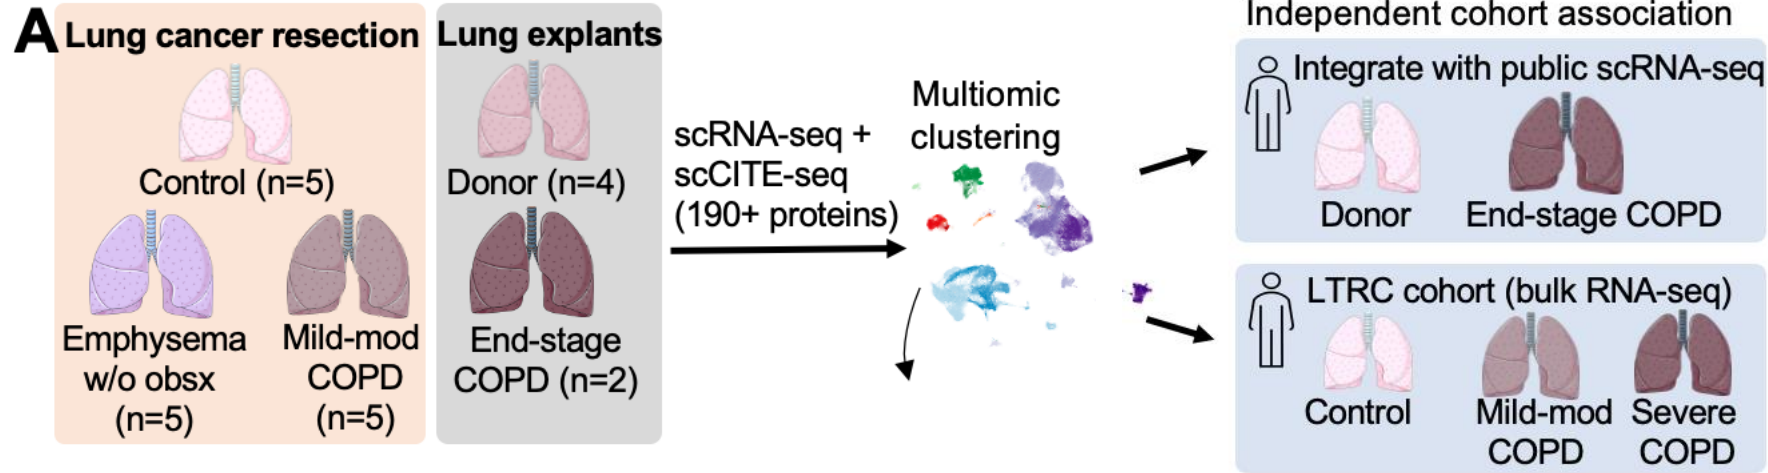 A
Lung cancer resection
Control (n=5)
Emphysema
w/o obsx
(n=5)
Mild-mod
COPD
(n=5)
Lung explants
Donor (n=4)
End-stage
COPD (n=2)
scRNA-seq +
scCITE-seq
(190+ proteins)
Multiomic
clustering
Independent cohort association
Integrate with public scRNA-seq
Donor
End-stage COPD
LTRC cohort (bulk RNA-seq)
Control
Mild-mod
COPD
Severe
COPD